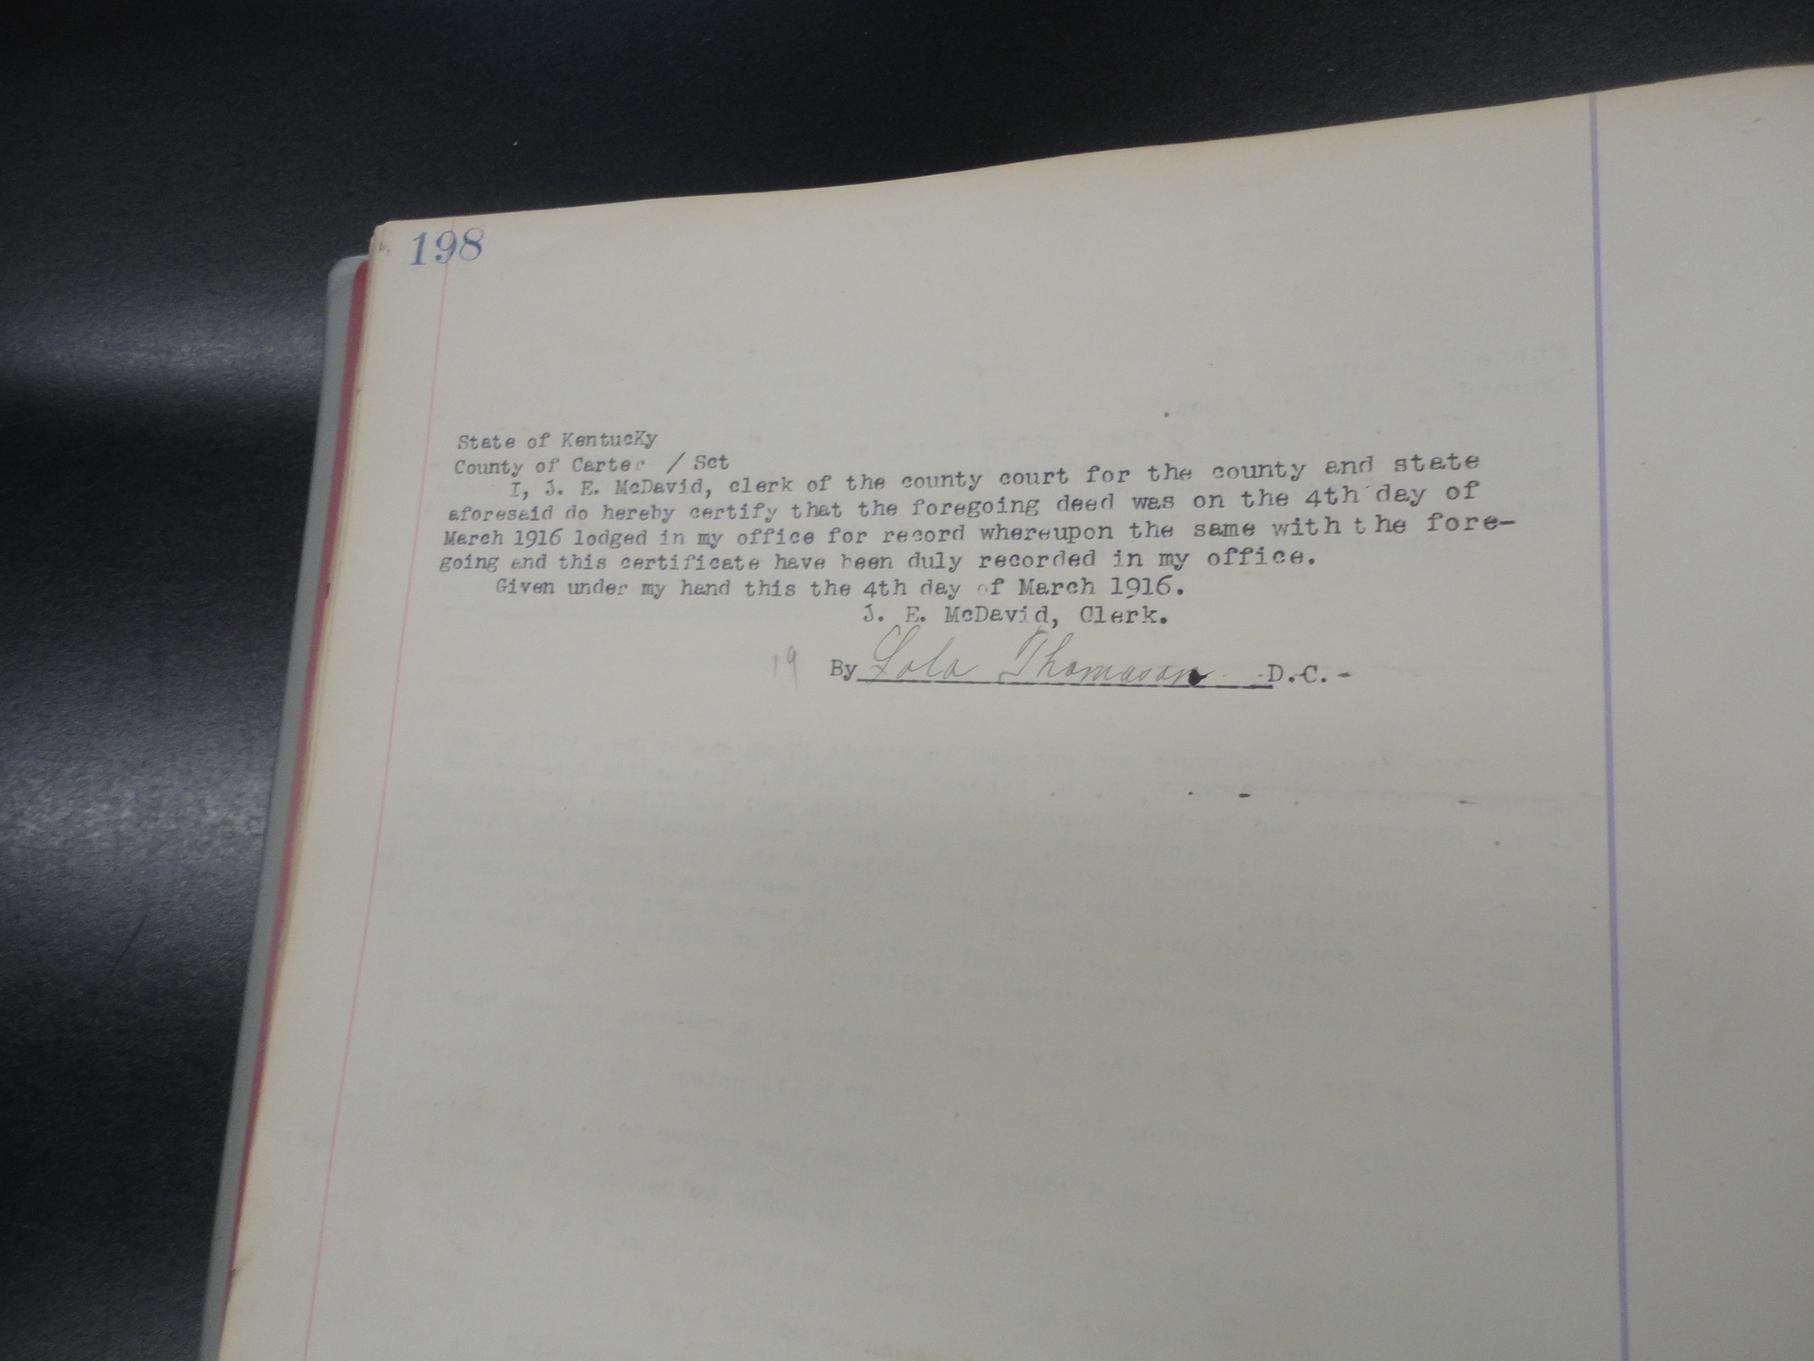 198
State of Kentucky
County of Carter / Sct
I, J. E. McDavid, clerk of the county court for the county and state
aforesaid do hereby certify that the foregoing deed was on the 4th day of
March 1916 lodged in my office for record whereupon the same with the fore-
going and this certificate have been duly recorded in my office.
Given under my hand this the 4th day of March 1916.
J. E. McDavid, Clerk.
19 By Lola Thomason D.C. -